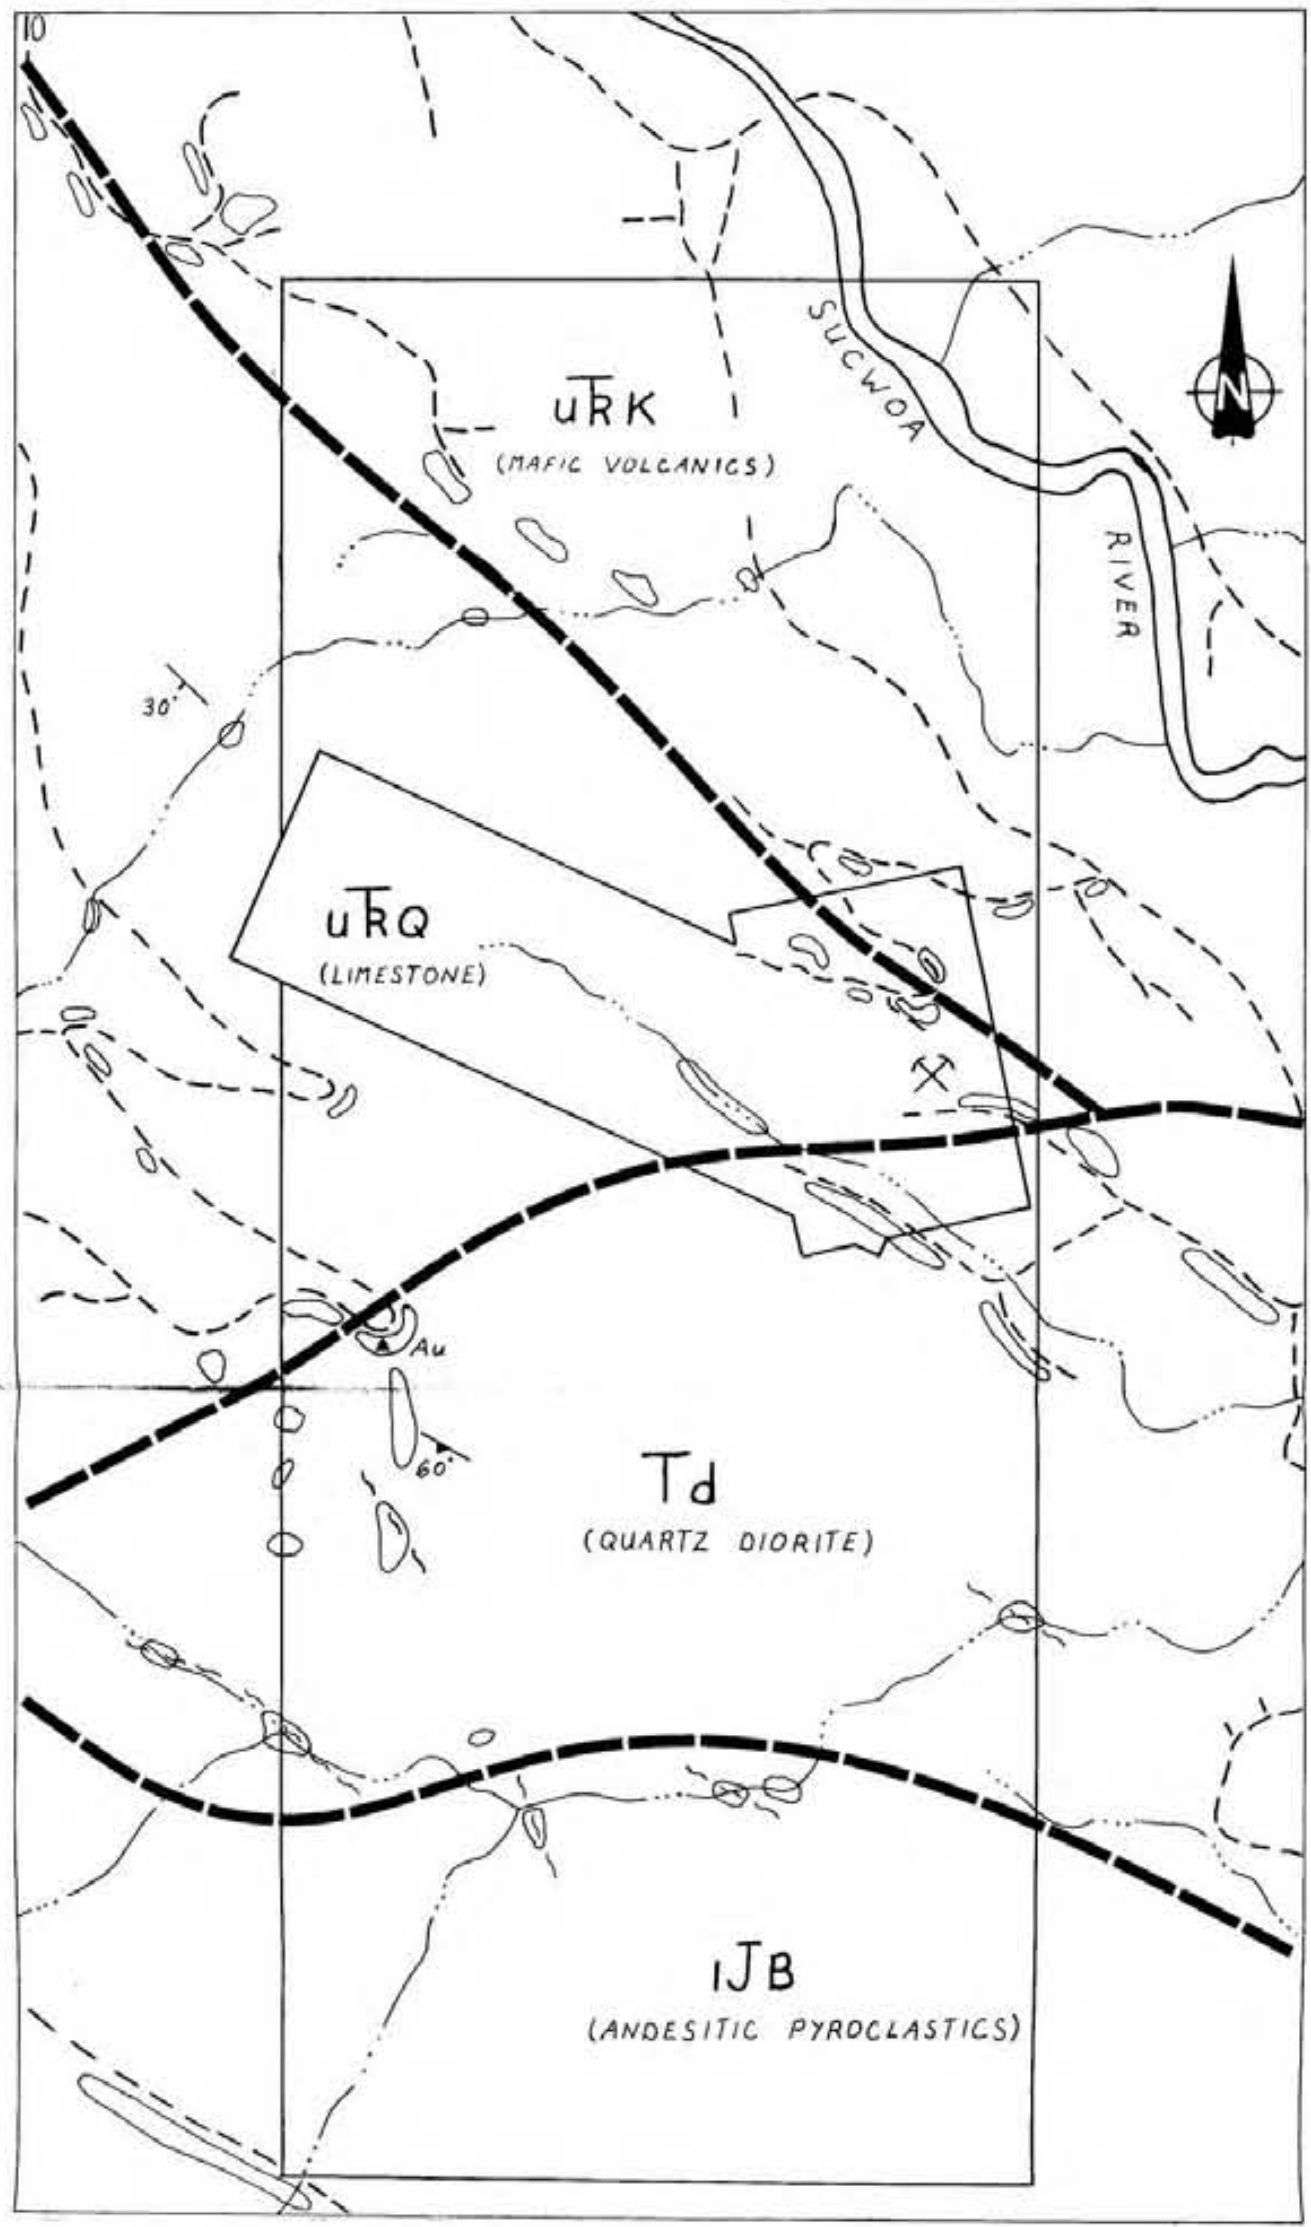 10
SUCWOA
N
uTRK
(MAFIC VOLCANICS)
RIVER
30°
uTRQ
(LIMESTONE)
Au
60°
Td
(QUARTZ DIORITE)
lJB
(ANDESITIC PYROCLASTICS)